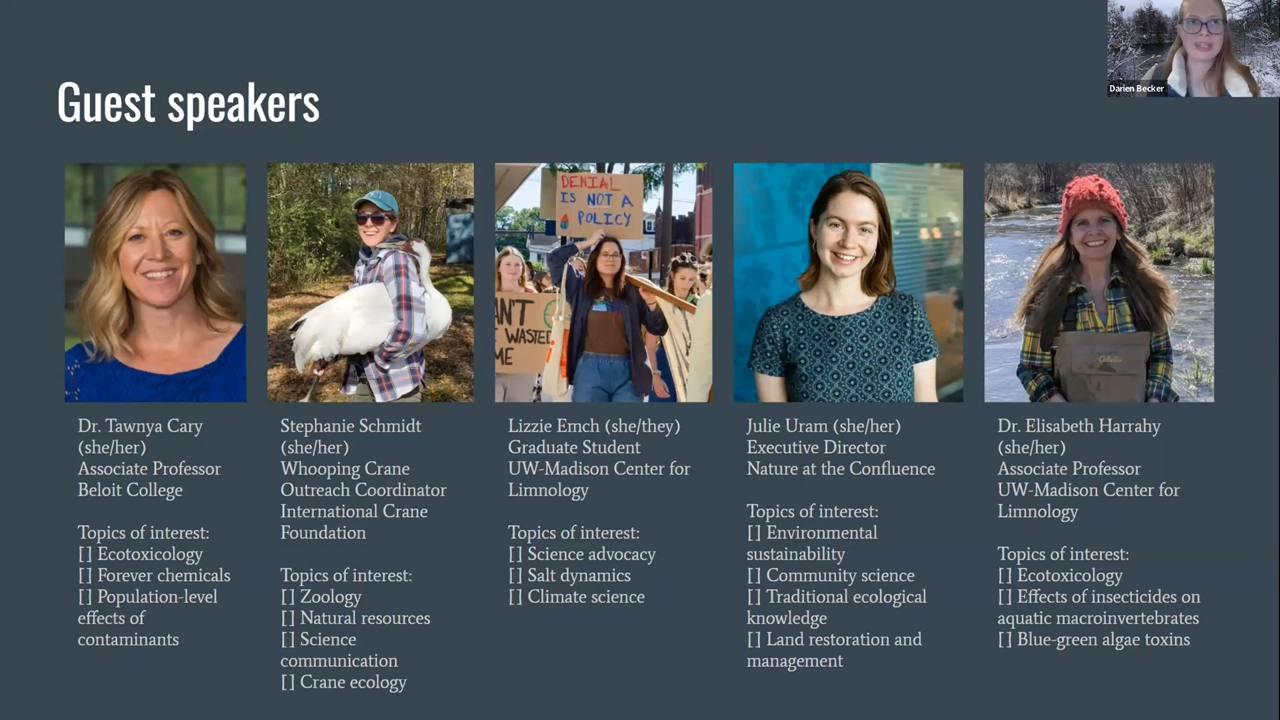 Darien Becker
Guest speakers
DENIAL
IS NOT A
POLICY
AN'T
WASTED
ME
Dr. Tawnya Cary
(she/her)
Associate Professor
Beloit College
Topics of interest:
[] Ecotoxicology
[] Forever chemicals
[] Population-level
effects of
contaminants
Stephanie Schmidt
(she/her)
Whooping Crane
Outreach Coordinator
International Crane
Foundation
Topics of interest:
[] Zoology
[] Natural resources
[] Science
communication
[] Crane ecology
Lizzie Emch (she/they)
Graduate Student
UW-Madison Center for
Limnology
Topics of interest:
[] Science advocacy
[] Salt dynamics
[] Climate science
Julie Uram (she/her)
Executive Director
Nature at the Confluence
Topics of interest:
[] Environmental
sustainability
[] Community science
[] Traditional ecological
knowledge
[] Land restoration and
management
Dr. Elisabeth Harrahy
(she/her)
Associate Professor
UW-Madison Center for
Limnology
Topics of interest:
[] Ecotoxicology
[] Effects of insecticides on
aquatic macroinvertebrates
[] Blue-green algae toxins